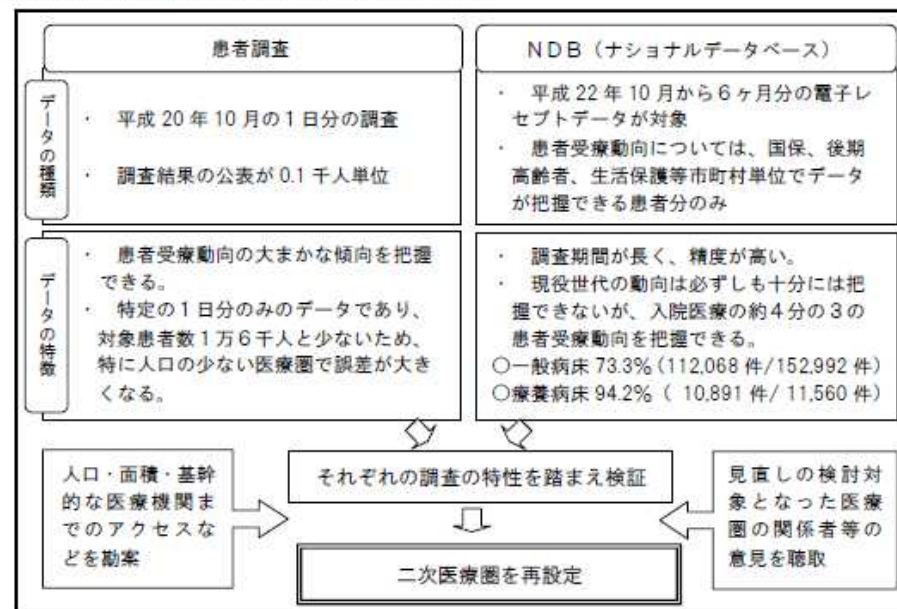 患者調査
NDB（ナショナルデータベース）
データの種類
・ 平成20年10月の1日分の調査
・ 調査結果の公表が0.1千人単位
・ 平成22年10月から6ヶ月分の電子レ
セプトデータが対象
・ 患者受療動向については、国保、後期
高齢者、生活保護等市町村単位でデータ
が把握できる患者分のみ
データの特徴
・ 患者受療動向の大まかな傾向を把握
できる。
・ 特定の1日分のみのデータであり、
対象患者数1万6千人と少ないため、
特に人口の少ない医療圏で誤差が大き
くなる。
・ 調査期間が長く、精度が高い。
・ 現役世代の動向は必ずしも十分には把
握できないが、入院医療の約4分の3の
患者受療動向を把握できる。
○一般病床 73.3%（112,068件/152,992件）
○療養病床 94.2%（ 10,891件/ 11,560件）
人口・面積・基幹
的な医療機関ま
でのアクセスな
どを勘案
それぞれの調査の特性を踏まえ検証
見直しの検討対
象となった医療
圏の関係者等の
意見を聴取
二次医療圏を再設定